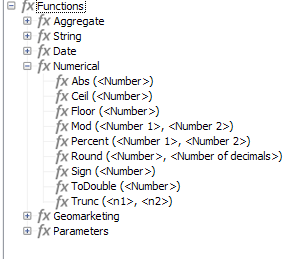 fx Functions
fx Aggregate
fx String
fx Date
fx Numerical
fx Abs (<Number>)
fx Ceil (<Number>)
fx Floor (<Number>)
fx Mod (<Number 1>, <Number 2>)
fx Percent (<Number 1>, <Number 2>)
fx Round (<Number>, <Number of decimals>)
fx Sign (<Number>)
fx ToDouble (<Number>)
fx Trunc (<n1>, <n2>)
fx Geomarketing
fx Parameters